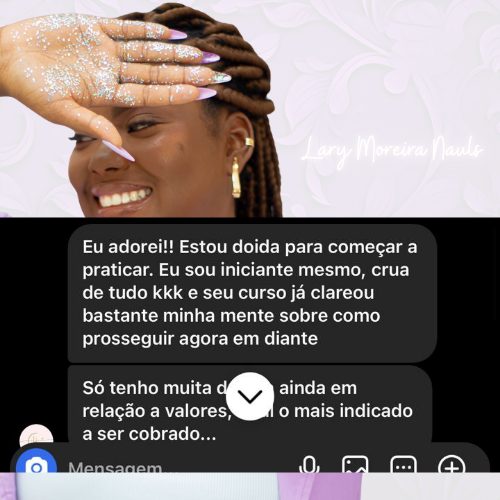 Lary Moreira Nauls
Eu adorei!! Estou doida para começar a
praticar. Eu sou iniciante mesmo, crua
de tudo kkk e seu curso já clareou
bastante minha mente sobre como
prosseguir agora em diante
Só tenho muita ainda em
relação a valores, o mais indicado
a ser cobrado...
Mensagem...